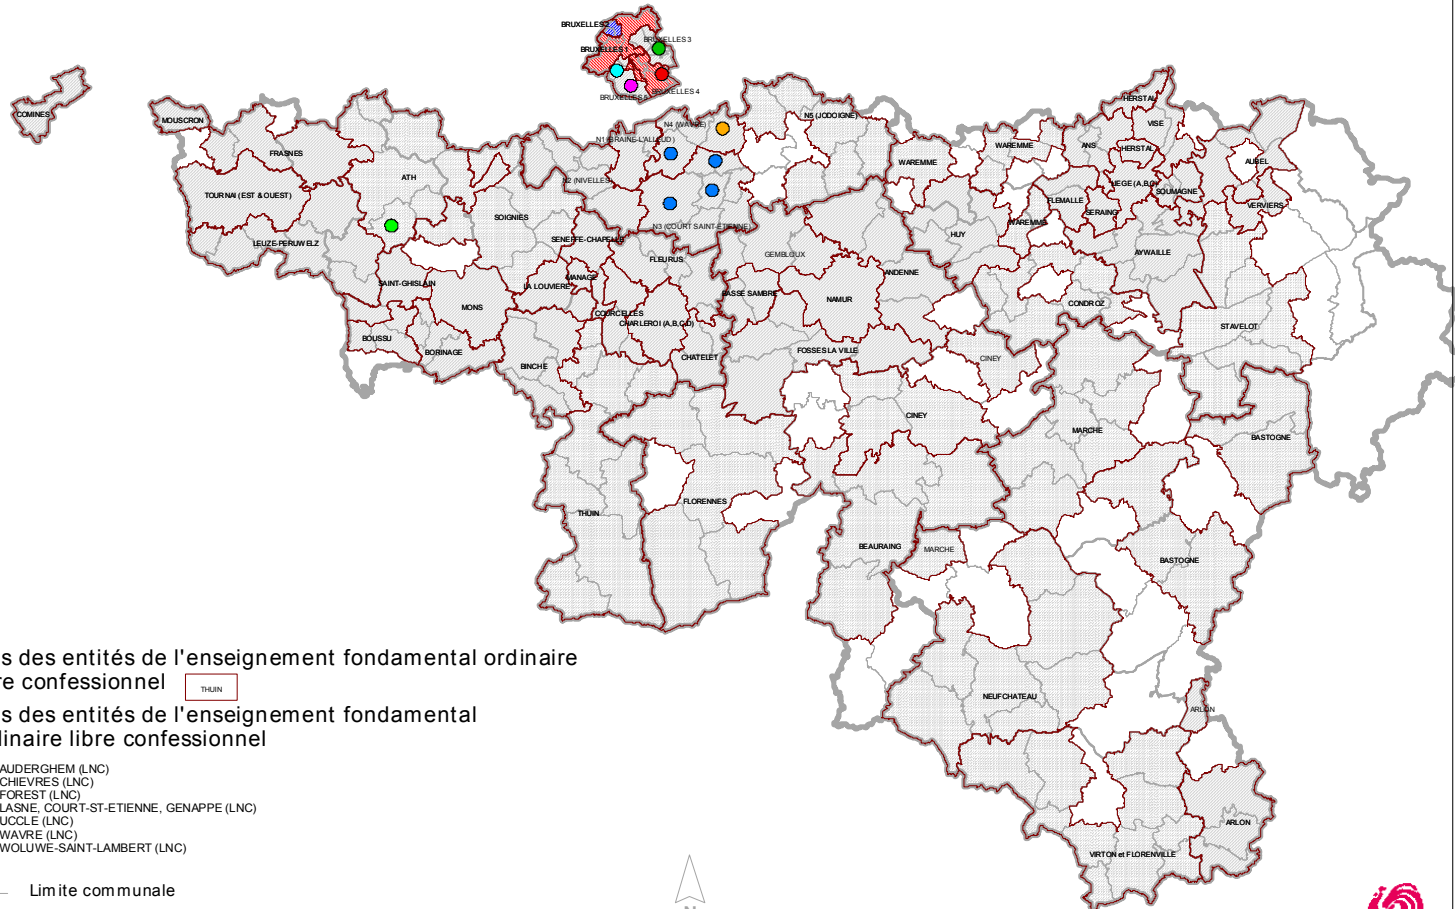 BRUXELLES 2
BRUXELLES 3
BRUXELLES 1
BRUXELLES 4
BRUXELLES 5
COMINES
MOUSCRON
FRASNES
TOURNAI (EST & OUEST)
ATH
LEUZE-PERUWELZ
SOIGNIES
SAINT-GHISLAIN
MONS
BOUSSU
BORINAGE
N4 (WAVRE)
N1 (BRAINE-L'ALLEUD)
N5 (JODOIGNE)
N2 (NIVELLES)
N3 (COURT SAINT-ETIENNE)
SENEFFE-CHAPELLE
FLEURUS
MANAGE
LA LOUVIERE
COURCELLES
CHARLEROI (A,B,C,D)
CHATELET
BINCHE
THUIN
GEMBLOUX
BASSE SAMBRE
NAMUR
ANDENNE
FOSSES LA VILLE
CINEY
CINEY
FLORENNES
BEAURAING
MARCHE
WAREMME
WAREMME
WAREMME
HUY
HERSTAL
VISE
ANS
HERSTAL
LIEGE (A,B,C)
SOUMAGNE
AUBEL
VERVIERS
FLEMALLE
SERAING
AYWAILLE
CONDROZ
STAVELOT
MARCHE
BASTOGNE
BASTOGNE
NEUFCHATEAU
ARLON
ARLON
VIRTON et FLORENVILLE
s des entités de l'enseignement fondamental ordinaire
re confessionnel
THUIN
s des entités de l'enseignement fondamental
linaire libre confessionnel
AUDERGHEM (LNC)
CHIEVRES (LNC)
FOREST (LNC)
LASNE, COURT-ST-ETIENNE, GENAPPE (LNC)
UCCLE (LNC)
WAVRE (LNC)
WOLUWE-SAINT-LAMBERT (LNC)
Limite communale
N